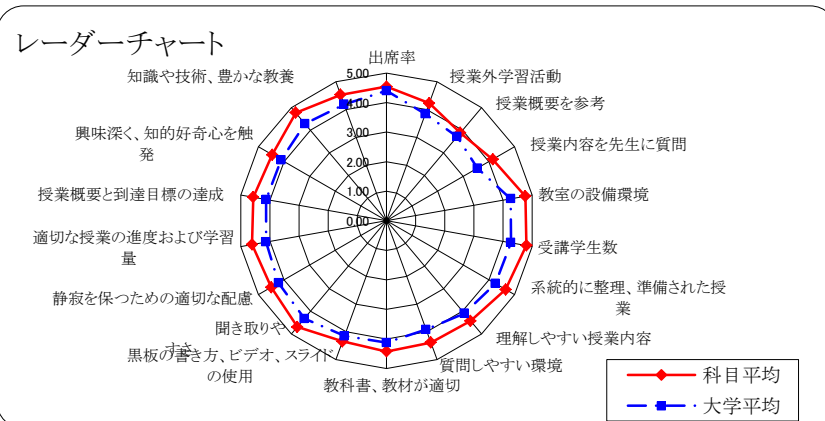 レーダーチャート
出席率
授業外学習活動
授業概要を参考
授業内容を先生に質問
教室の設備環境
受講学生数
系統的に整理、準備された授
業
理解しやすい授業内容
質問しやすい環境
教科書、教材が適切
黒板の書き方、ビデオ、スライド
の使用
聞き取りや
すさ
静寂を保つための適切な配慮
適切な授業の進度および学習
量
授業概要と到達目標の達成
興味深く、知的好奇心を触
発
知識や技術、豊かな教養
5.00
4.00
3.00
2.00
1.00
0.00
科目平均
大学平均